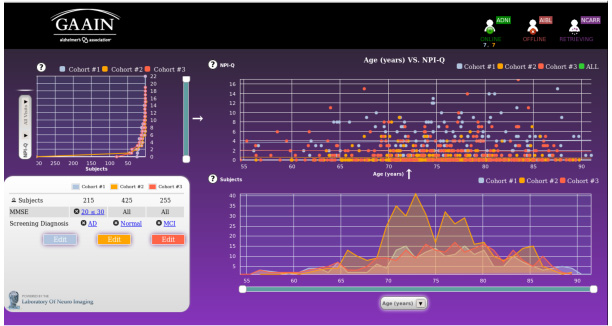 GAAIN
alzheimer's association
ADNI
AIBL
NCARR
ONLINE
OFFLINE
RETRIEVING
? NPI-Q
Age (years) VS. NPI-Q
Cohort #1 Cohort #2 Cohort #3
Cohort #1 Cohort #2 Cohort #3 ALL
22
20
18
16
14
12
10
8
6
4
2
0
30 250 200 150 100 50
Subjects
NPI-Q
16
14
12
10
8
6
4
2
0
55 60 65 70 75 80 85 90
Age (years)
? Subjects
Cohort #1 Cohort #2 Cohort #3
40
35
30
25
20
15
10
5
55 60 65 70 75 80 85 90
Age (years)
Cohort #1 Cohort #2 Cohort #3
Subjects 215 425 255
MMSE 20 ≤ 30 All All
Screening Diagnosis AD Normal MCI
Edit Edit Edit
POWERED BY THE
Laboratory Of Neuro Imaging